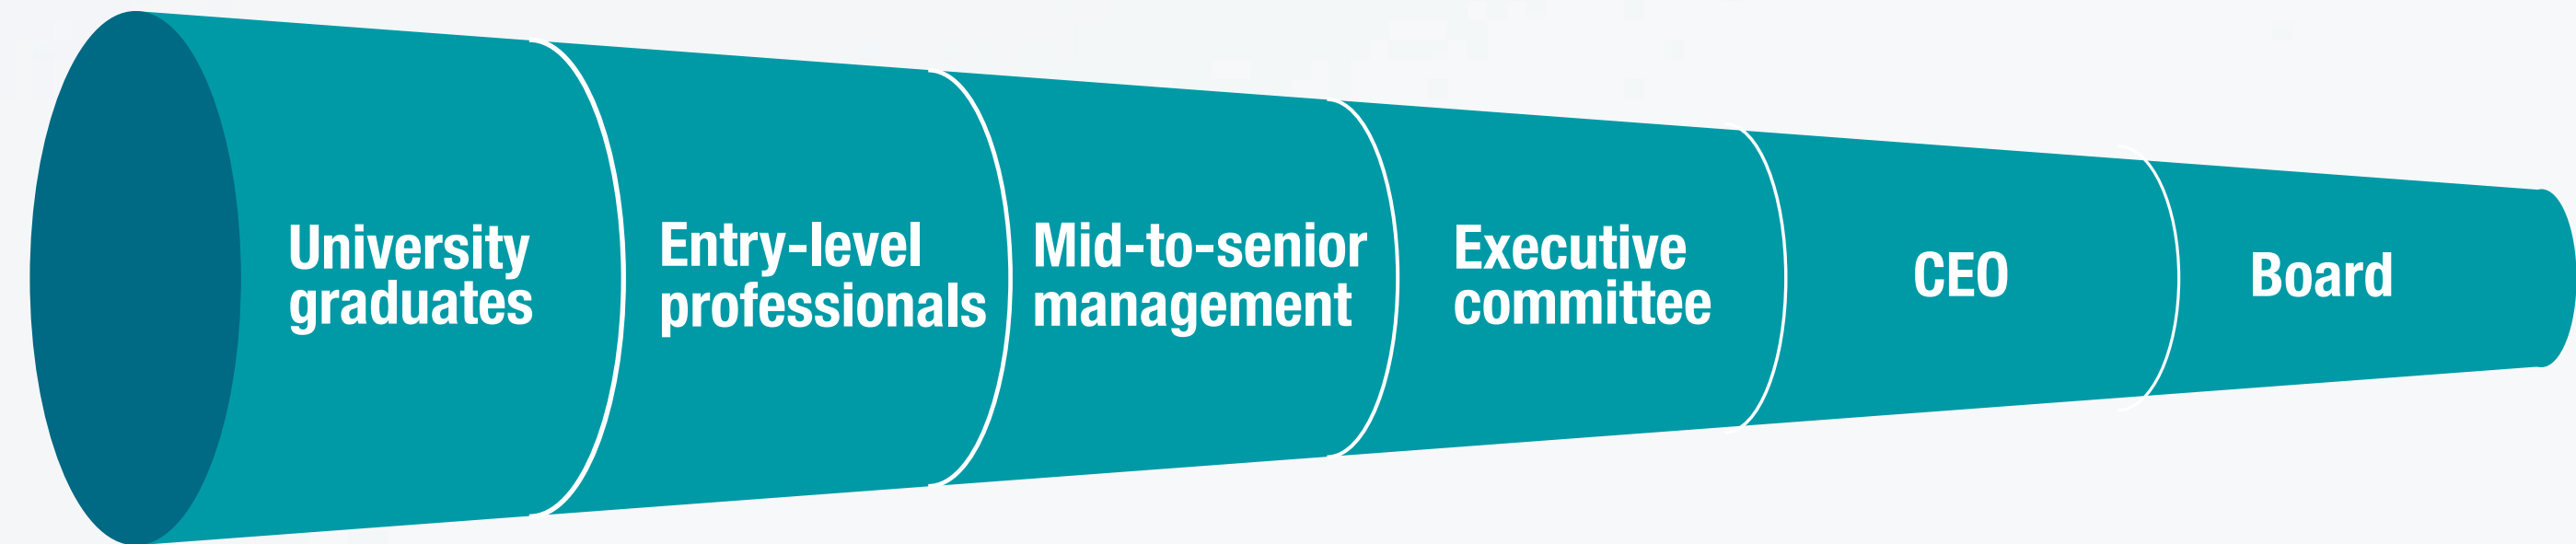 University
graduates
Entry-level
professionals
Mid-to-senior
management
Executive
committee
CEO
Board